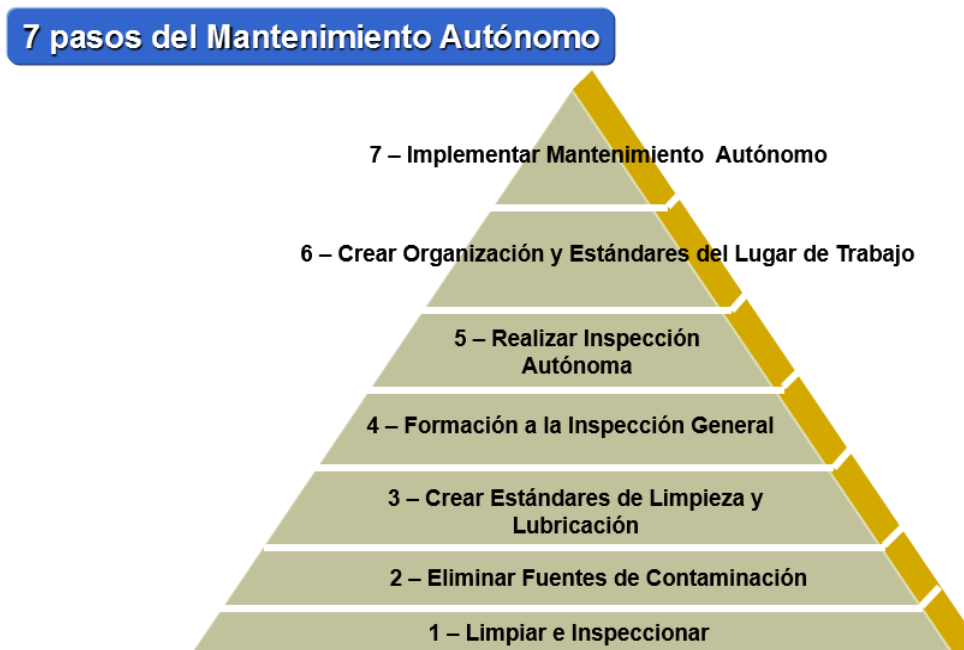 7 pasos del Mantenimiento Autónomo
7 – Implementar Mantenimiento Autónomo
6 – Crear Organización y Estándares del Lugar de Trabajo
5 – Realizar Inspección
Autónoma
4 – Formación a la Inspección General
3 – Crear Estándares de Limpieza y
Lubricación
2 – Eliminar Fuentes de Contaminación
1 – Limpiar e Inspeccionar